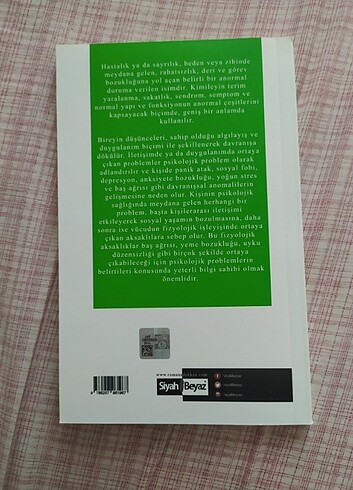 Hastalık ya da sayrılık, beden veya zihinde
meydana gelen, rahatsızlık, dert ve görev
bozukluğuna yol açan belirli bir anormal
duruma verilen isimdir. Kimileyin terim
yaralanma, sakatlık, sendrom, semptom ve
normal yapı ve fonksiyonun anormal çeşitlerini
kapsayacak biçimde, geniş bir anlamda
kullanılır.
Bireyin düşünceleri, sahip olduğu algılayış ve
duygulanım biçimi ile şekillenerek davranışa
dökülür. İletişimde ya da duygulanımda ortaya
çıkan problemler psikolojik problem olarak
adlandırılır ve kişide panik atak, sosyal fobi,
depresyon, anksiyete bozukluğu, yoğun stres
ve baş ağrısı gibi davranışsal anomalilerin
gelişmesine neden olur. Kişinin psikolojik
sağlığında meydana gelen herhangi bir
problem, başta kişilerarası iletişimi
etkileyerek sosyal yaşamın bozulmasına, daha
sonra ise vücudun fizyolojik işleyişinde ortaya
çıkan aksaklıklara sebep olur. Bu fizyolojik
aksaklıklar baş ağrısı, yeme bozukluğu, uyku
düzensizliği gibi birçok şekilde ortaya
çıkabileceği için psikolojik problemlerin
belirtileri konusunda yeterli bilgi sahibi olmak
önemlidir.
Siyah Beyaz